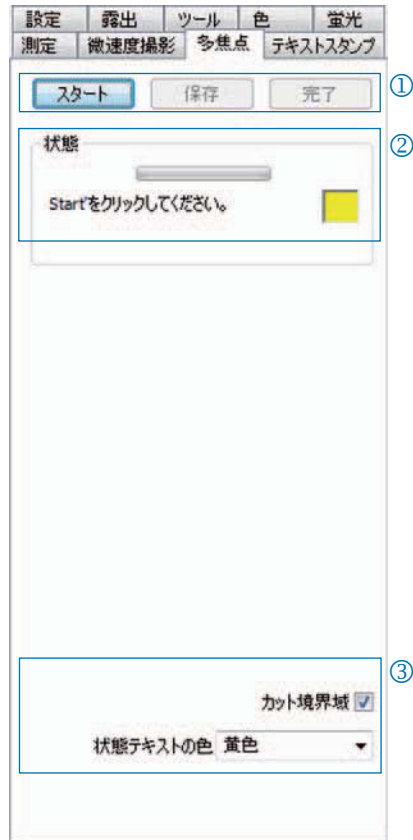 設定 露出 ツール 色 蛍光
測定 微速度撮影 多焦点 テキストスタンプ
スタート 保存 完了 ①
状態 ②
Start'をクリックしてください。
③
カット境界域
状態テキストの色 黄色